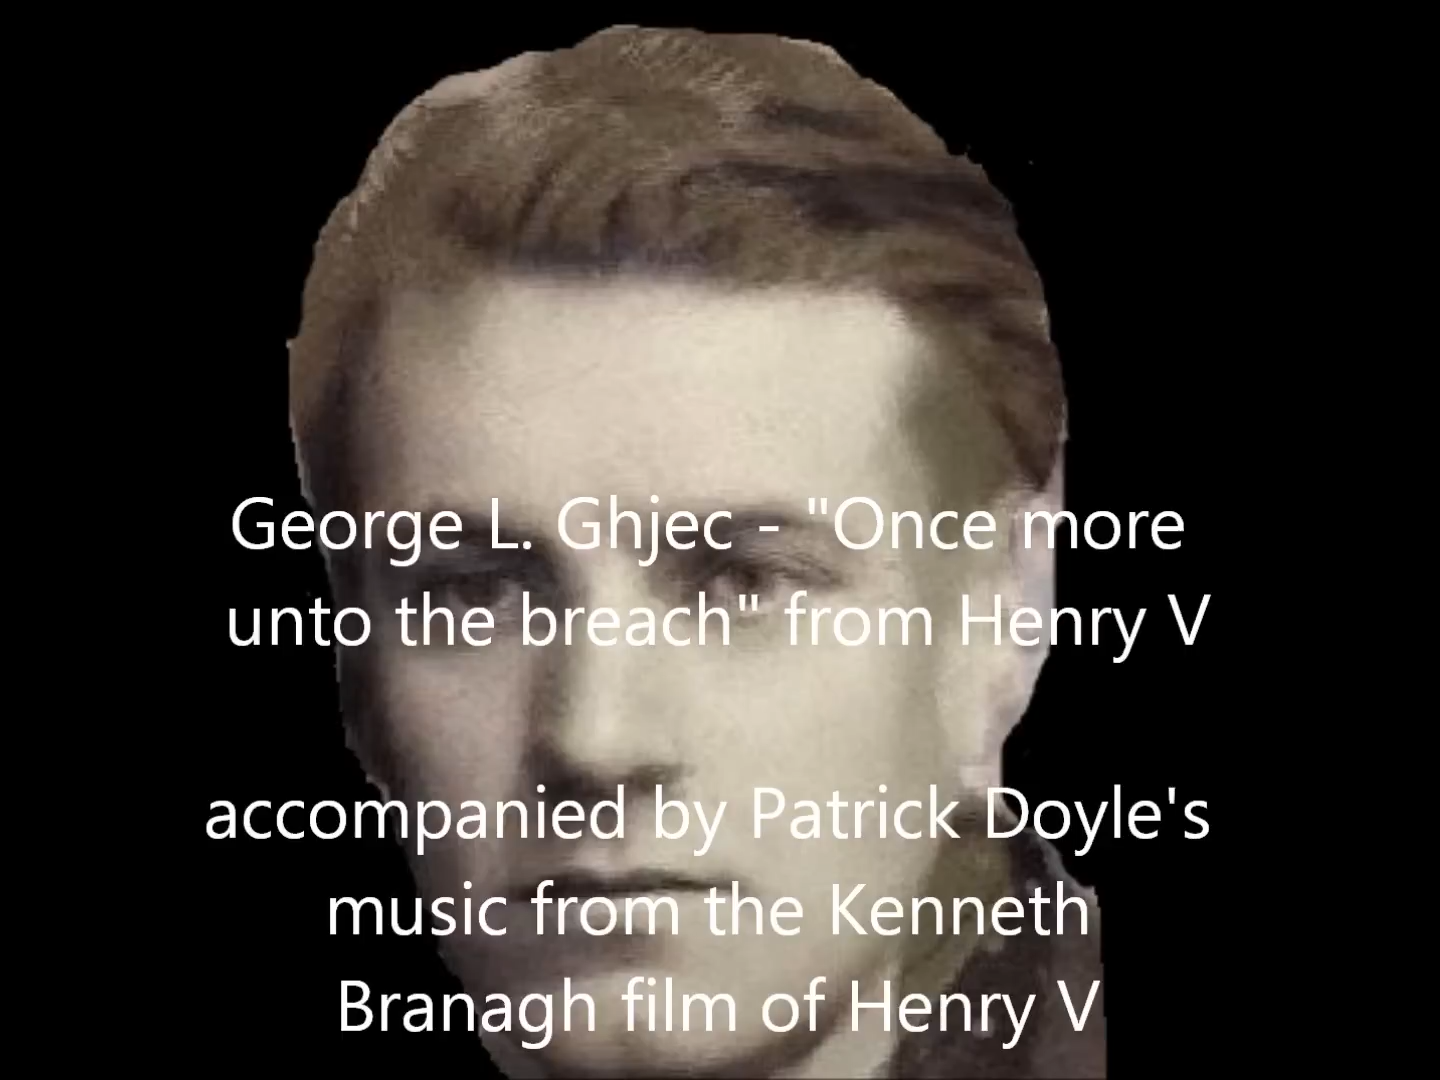 George L. Ghjec - "Once more
unto the breach" from Henry V
accompanied by Patrick Doyle's
music from the Kenneth
Branagh film of Henry V